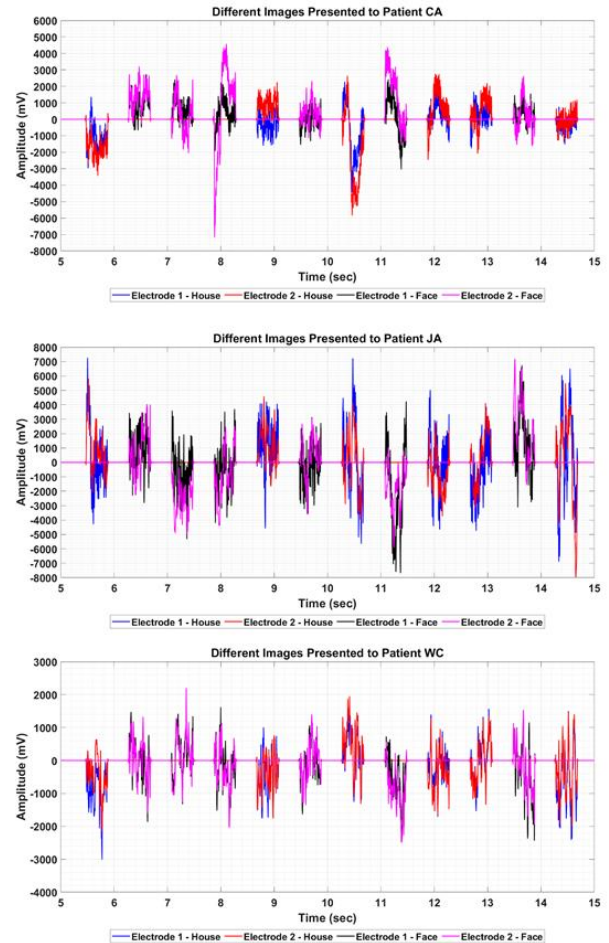 Different Images Presented to Patient CA
6000
5000
4000
3000
2000
1000
0
-1000
-2000
-3000
-4000
-5000
-6000
-7000
-8000
Amplitude (mV)
5 6 7 8 9 10 11 12 13 14 15
Time (sec)
Electrode 1 - House Electrode 2 - House Electrode 1 - Face Electrode 2 - Face
Different Images Presented to Patient JA
8000
7000
6000
5000
4000
3000
2000
1000
0
-1000
-2000
-3000
-4000
-5000
-6000
-7000
-8000
Amplitude (mV)
5 6 7 8 9 10 11 12 13 14 15
Time (sec)
Electrode 1 - House Electrode 2 - House Electrode 1 - Face Electrode 2 - Face
Different Images Presented to Patient WC
3000
2000
1000
0
-1000
-2000
-3000
-4000
Amplitude (mV)
5 6 7 8 9 10 11 12 13 14 15
Time (sec)
Electrode 1 - House Electrode 2 - House Electrode 1 - Face Electrode 2 - Face